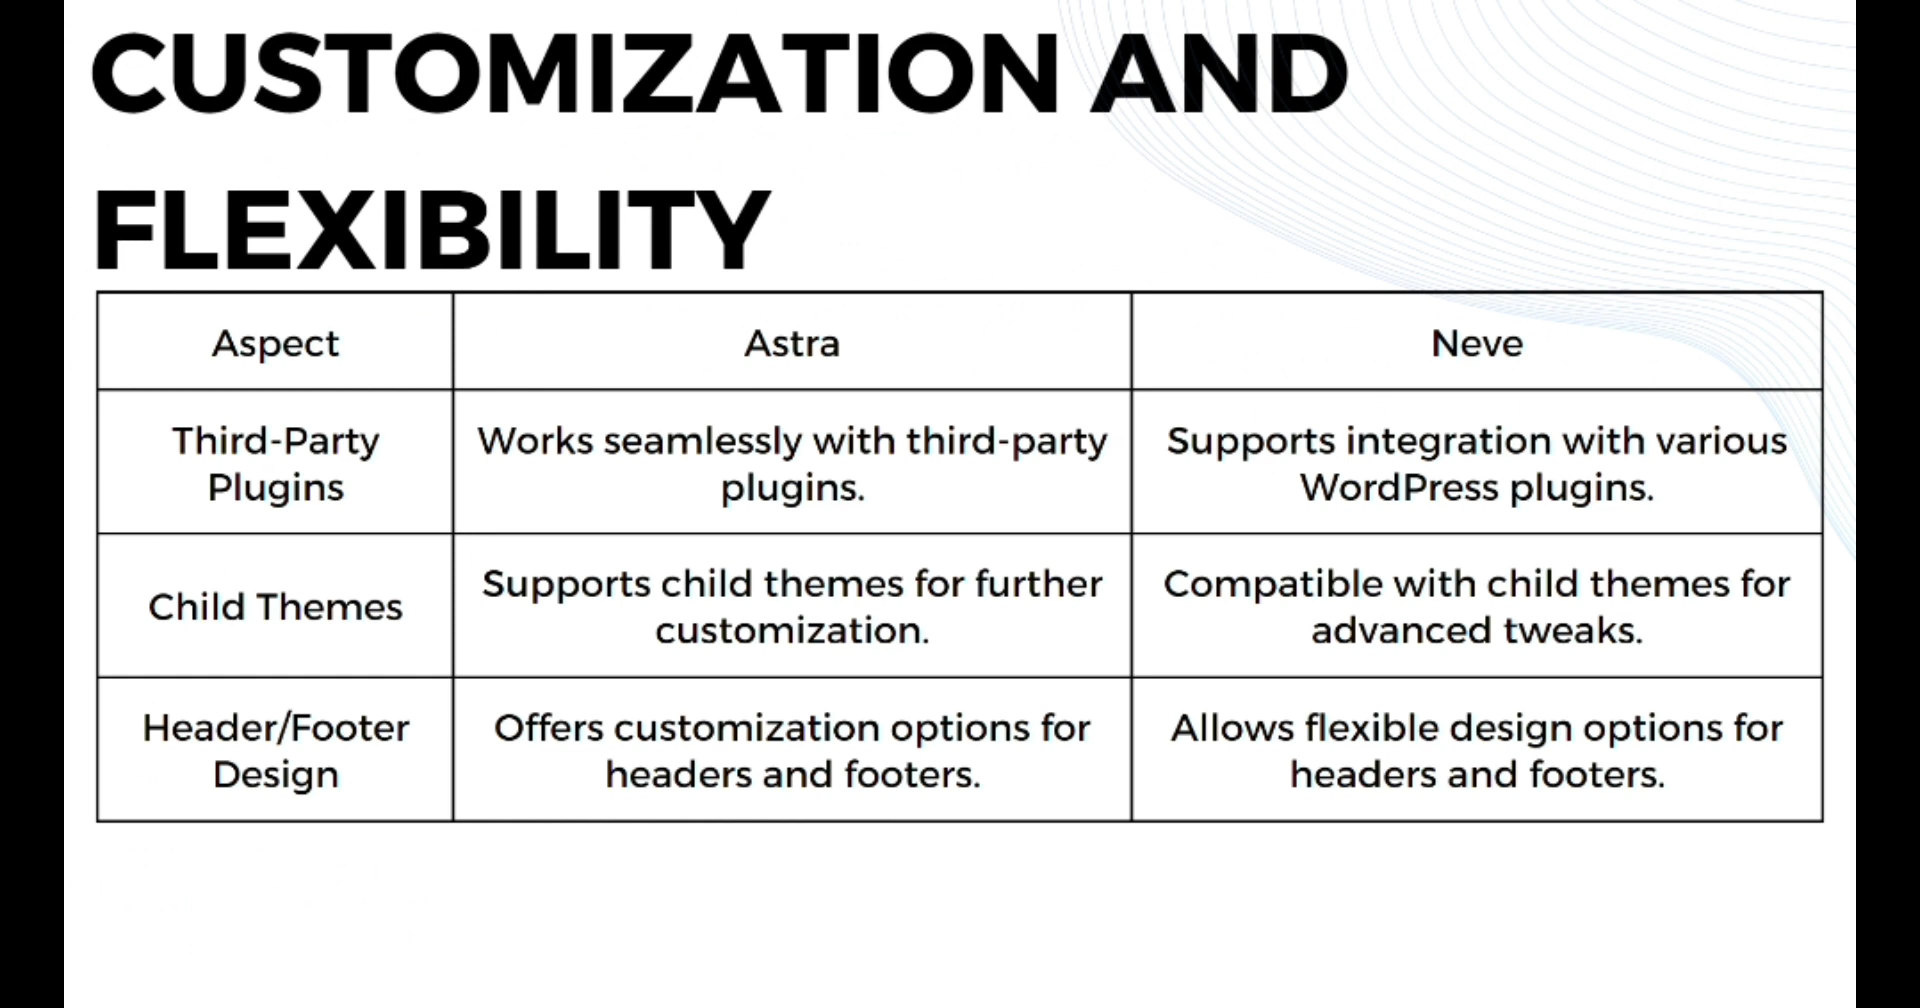 CUSTOMIZATION AND
FLEXIBILITY
Aspect
Astra
Neve
Third-Party
Plugins
Works seamlessly with third-party
plugins.
Supports integration with various
WordPress plugins.
Child Themes
Supports child themes for further
customization.
Compatible with child themes for
advanced tweaks.
Header/Footer
Design
Offers customization options for
headers and footers.
Allows flexible design options for
headers and footers.